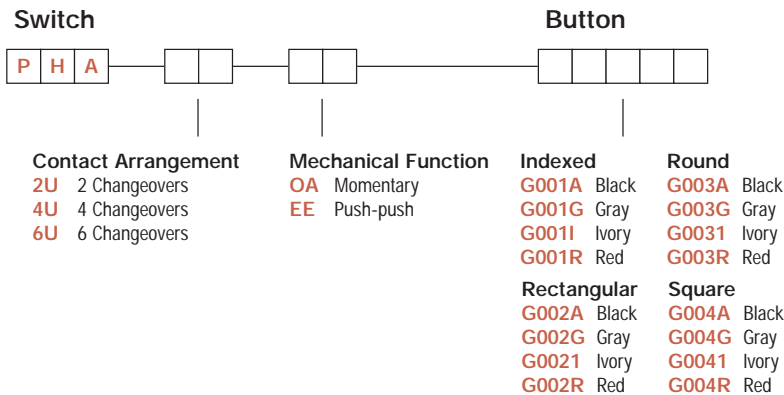 Switch
Button
P H A
Contact Arrangement
2U 2 Changeovers
4U 4 Changeovers
6U 6 Changeovers
Mechanical Function
OA Momentary
EE Push-push
Indexed
G001A Black
G001G Gray
G001I Ivory
G001R Red
Round
G003A Black
G003G Gray
G0031 Ivory
G003R Red
Rectangular
G002A Black
G002G Gray
G0021 Ivory
G002R Red
Square
G004A Black
G004G Gray
G0041 Ivory
G004R Red